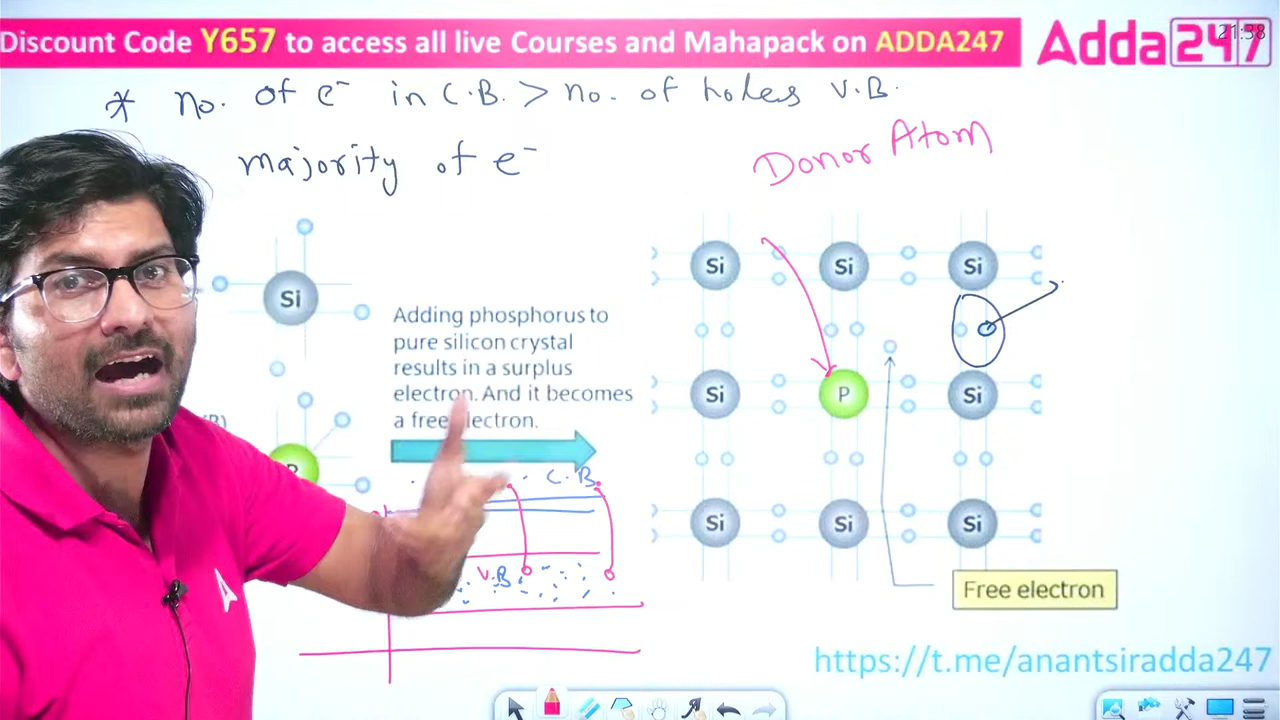 Discount Code Y657 to access all live Courses and Mahapack on ADDA247
Adda247
21:38
* no. of e⁻ in C.B. > no. of holes V.B.
majority of e⁻
Donor Atom
Si
Adding phosphorus to
pure silicon crystal
results in a surplus
electron. And it becomes
a free electron.
C.B.
V.B
Si Si Si
Si P Si
Si Si Si
Free electron
https://t.me/anantsiradda247